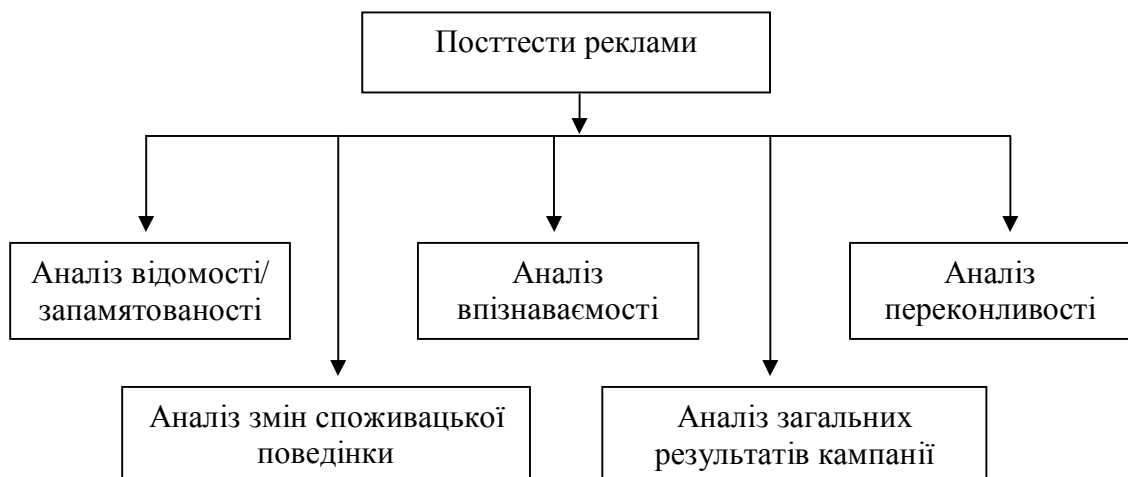 Посттести реклами
Аналіз відомості/
запамятованості
Аналіз
впізнаваємості
Аналіз
переконливості
Аналіз змін споживацької
поведінки
Аналіз загальних
результатів кампанії